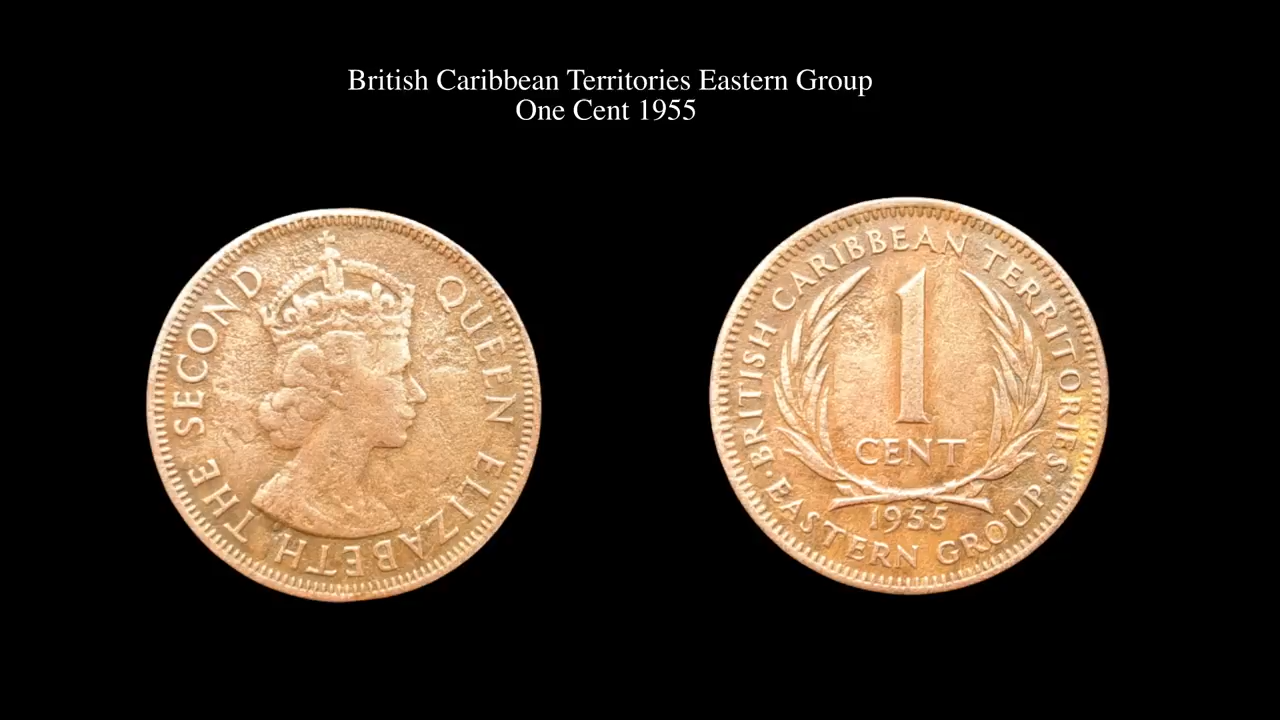 British Caribbean Territories Eastern Group
One Cent 1955
QUEEN ELIZABETH THE SECOND
BRITISH CARIBBEAN TERRITORIES
1
CENT
1955
· EASTERN GROUP ·